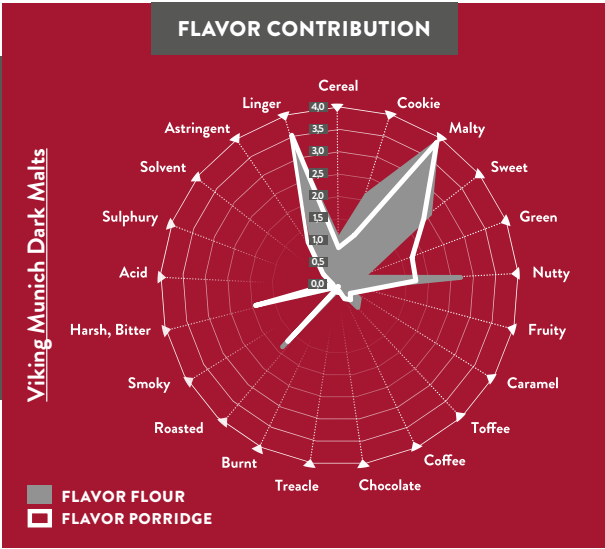 FLAVOR CONTRIBUTION
Viking Munich Dark Malts
Cereal
Cookie
Malty
Sweet
Green
Nutty
Fruity
Caramel
Toffee
Coffee
Chocolate
Treacle
Burnt
Roasted
Smoky
Harsh, Bitter
Acid
Sulphury
Solvent
Astringent
Linger
4,0
3,5
3,0
2,5
2,0
1,5
1,0
0,5
0,0
FLAVOR FLOUR
FLAVOR PORRIDGE